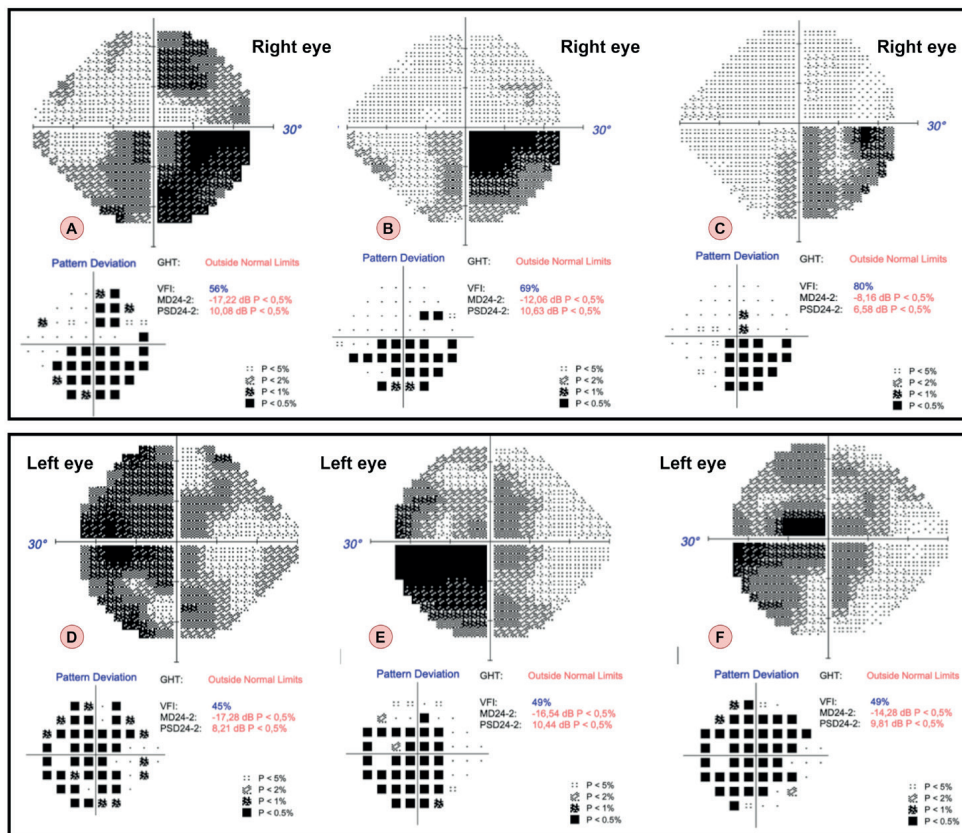 Right eye
30°
A
Pattern Deviation
GHT: Outside Normal Limits
VFI: 56%
MD24-2: -17,22 dB P < 0,5%
PSD24-2: 10,08 dB P < 0,5%
P < 5%
P < 2%
P < 1%
P < 0.5%
Right eye
30°
B
Pattern Deviation
GHT: Outside Normal Limits
VFI: 69%
MD24-2: -12,06 dB P < 0,5%
PSD24-2: 10,63 dB P < 0,5%
P < 5%
P < 2%
P < 1%
P < 0.5%
Right eye
30°
C
Pattern Deviation
GHT: Outside Normal Limits
VFI: 80%
MD24-2: -8,16 dB P < 0,5%
PSD24-2: 6,58 dB P < 0,5%
P < 5%
P < 2%
P < 1%
P < 0.5%
Left eye
30°
D
Pattern Deviation
GHT: Outside Normal Limits
VFI: 45%
MD24-2: -17,28 dB P < 0,5%
PSD24-2: 8,21 dB P < 0,5%
P < 5%
P < 2%
P < 1%
P < 0.5%
Left eye
30°
E
Pattern Deviation
GHT: Outside Normal Limits
VFI: 49%
MD24-2: -16,54 dB P < 0,5%
PSD24-2: 10,44 dB P < 0,5%
P < 5%
P < 2%
P < 1%
P < 0.5%
Left eye
30°
F
Pattern Deviation
GHT: Outside Normal Limits
VFI: 49%
MD24-2: -14,28 dB P < 0,5%
PSD24-2: 9,81 dB P < 0,5%
P < 5%
P < 2%
P < 1%
P < 0.5%